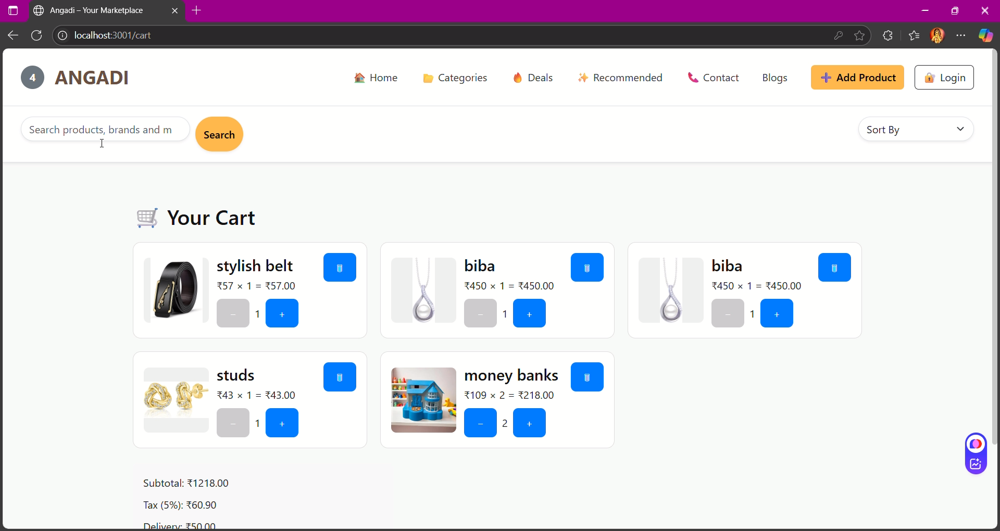 Angadi – Your Marketplace
localhost:3001/cart
4 ANGADI
Home Categories Deals Recommended Contact Blogs + Add Product Login
Search products, brands and m Search Sort By
Your Cart
stylish belt
₹57 × 1 = ₹57.00
− 1 +
biba
₹450 × 1 = ₹450.00
− 1 +
biba
₹450 × 1 = ₹450.00
− 1 +
studs
₹43 × 1 = ₹43.00
− 1 +
money banks
₹109 × 2 = ₹218.00
− 2 +
Subtotal: ₹1218.00
Tax (5%): ₹60.90
Delivery: ₹50.00